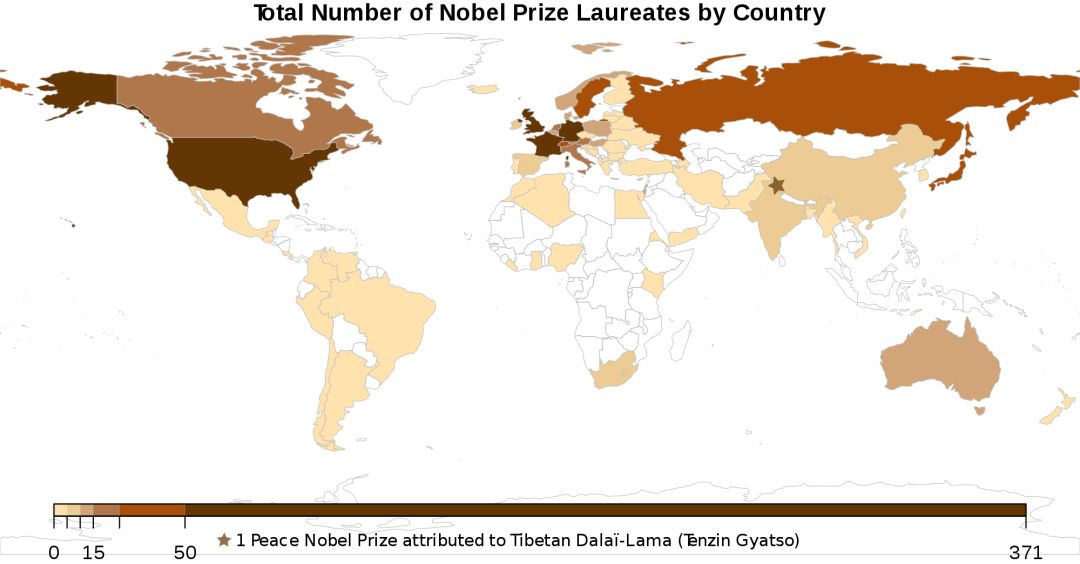 Total Number of Nobel Prize Laureates by Country
1 Peace Nobel Prize attributed to Tibetan Dalaï-Lama (Tenzin Gyatso)
0 15 50 371